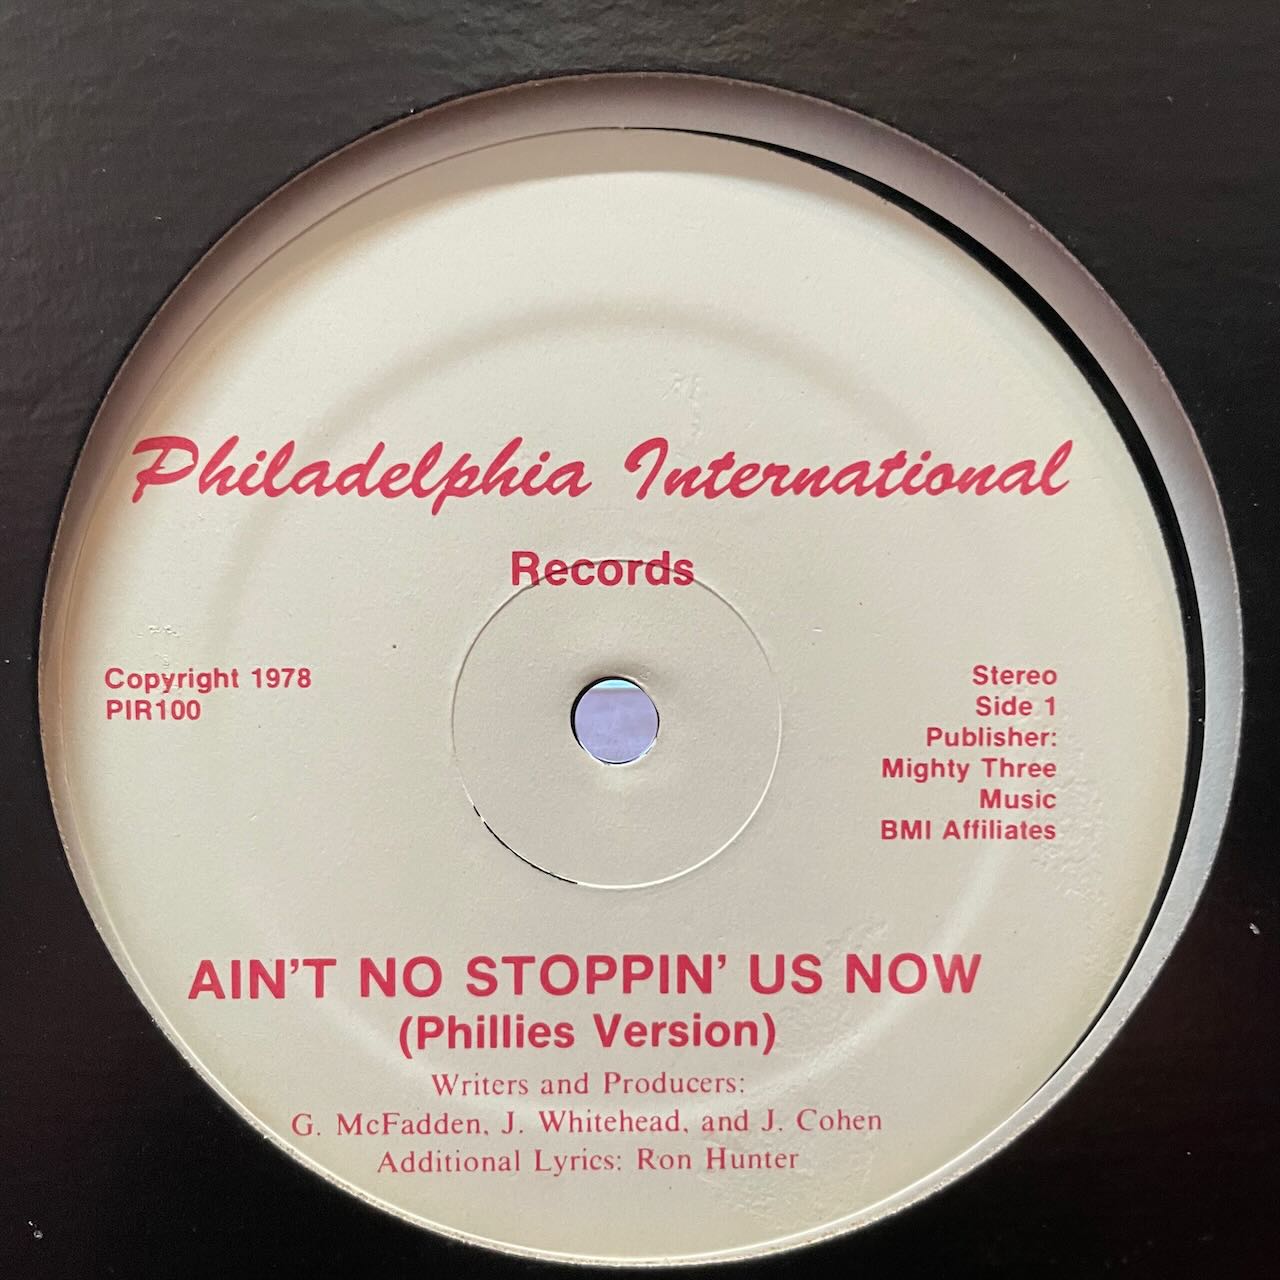 Philadelphia International
Records
Copyright 1978
PIR100
Stereo
Side 1
Publisher:
Mighty Three
Music
BMI Affiliates
AIN'T NO STOPPIN' US NOW
(Phillies Version)
Writers and Producers:
G. McFadden, J. Whitehead, and J. Cohen
Additional Lyrics: Ron Hunter